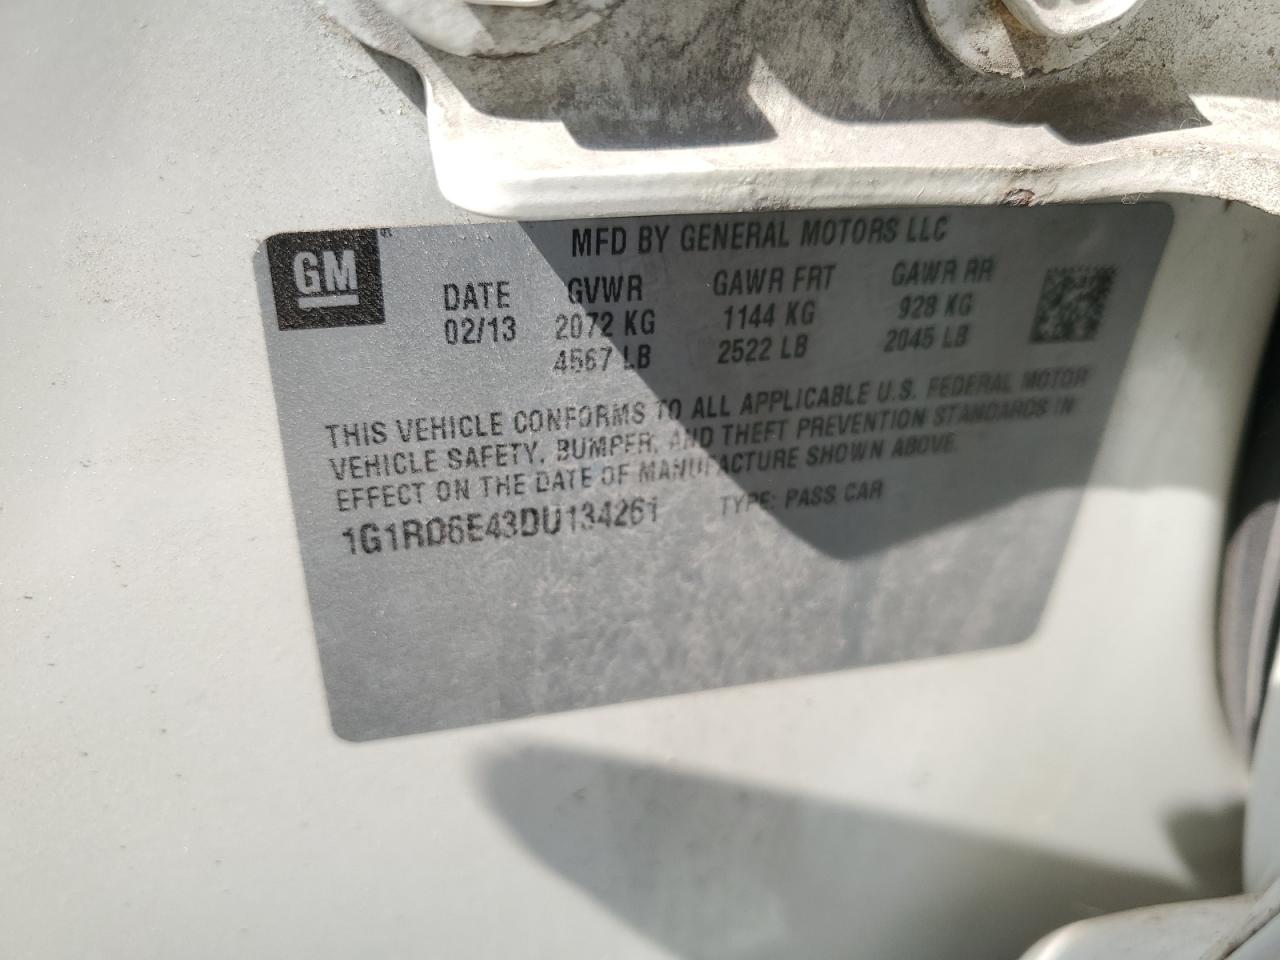 GM®
MFD BY GENERAL MOTORS LLC
DATE GVWR GAWR FRT GAWR RR
02/13 2072 KG 1144 KG 928 KG
4567 LB 2522 LB 2045 LB
THIS VEHICLE CONFORMS TO ALL APPLICABLE U.S. FEDERAL MOTOR
VEHICLE SAFETY, BUMPER, AND THEFT PREVENTION STANDARDS IN
EFFECT ON THE DATE OF MANUFACTURE SHOWN ABOVE.
1G1RD6E43DU134261 TYPE: PASS CAR